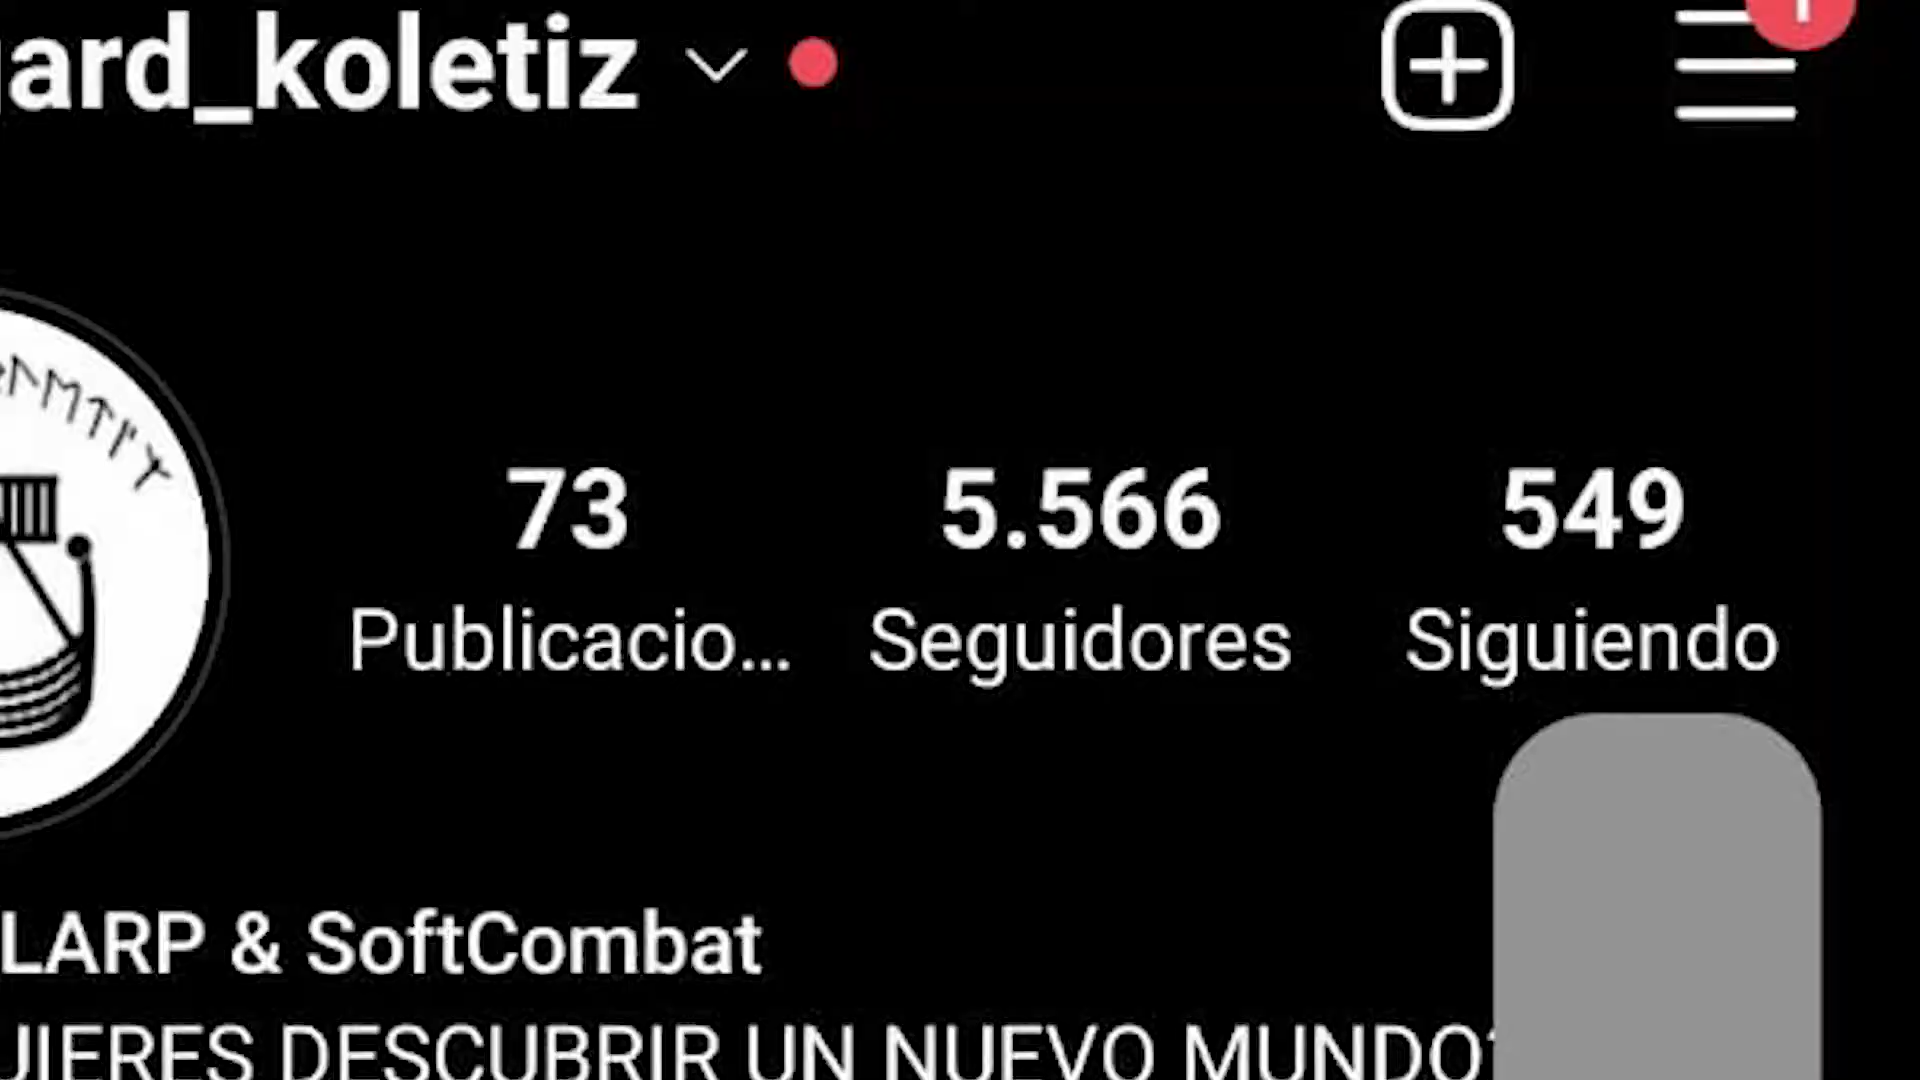 ard_koletiz
73 5.566 549
Publicacio... Seguidores Siguiendo
LARP & SoftCombat
UIERES DESCUBRIR UN NUEVO MUNDO?